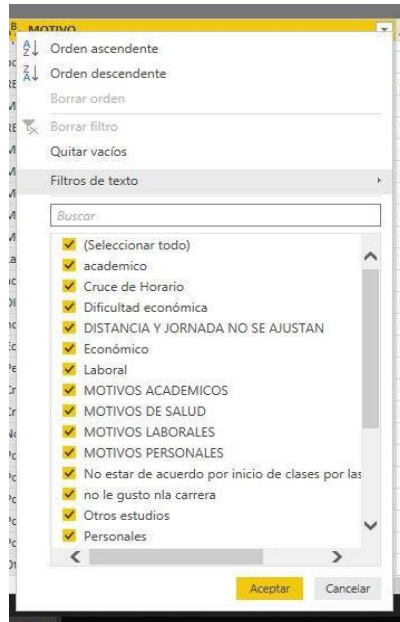 MOTIVO
Orden ascendente
Orden descendente
Borrar orden
Borrar filtro
Quitar vacíos
Filtros de texto
Buscar
(Seleccionar todo)
academico
Cruce de Horario
Dificultad económica
DISTANCIA Y JORNADA NO SE AJUSTAN
Económico
Laboral
MOTIVOS ACADEMICOS
MOTIVOS DE SALUD
MOTIVOS LABORALES
MOTIVOS PERSONALES
No estar de acuerdo por inicio de clases por las
no le gusto nla carrera
Otros estudios
Personales
Aceptar Cancelar